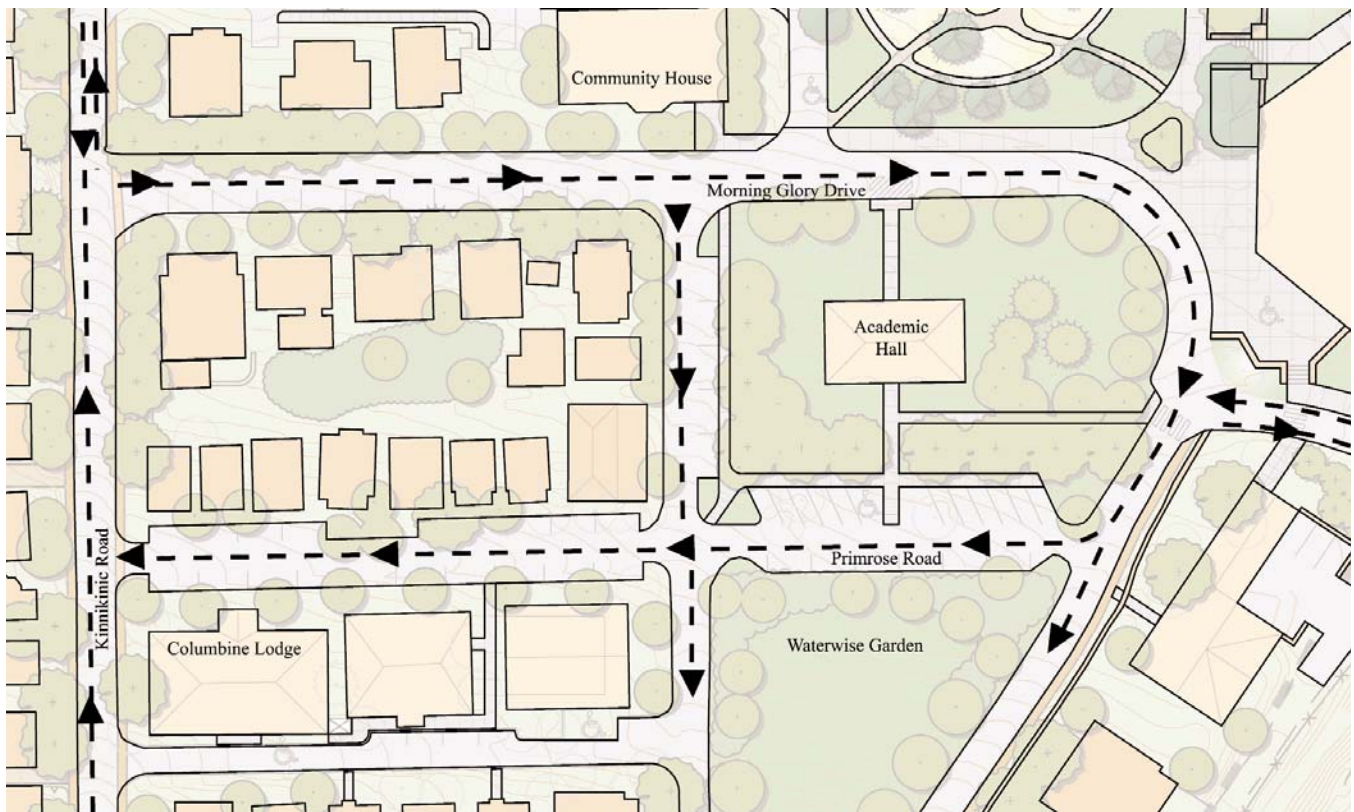 Community House
Morning Glory Drive
Academic
Hall
Kinnikinic Road
Primrose Road
Columbine Lodge
Waterwise Garden